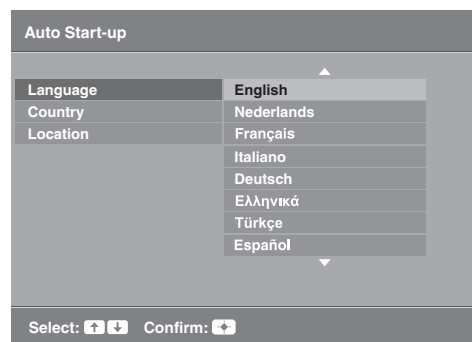 Auto Start-up
Language English
Country Nederlands
Location Français
Italiano
Deutsch
Ελληνικά
Türkçe
Español
Select: Confirm: